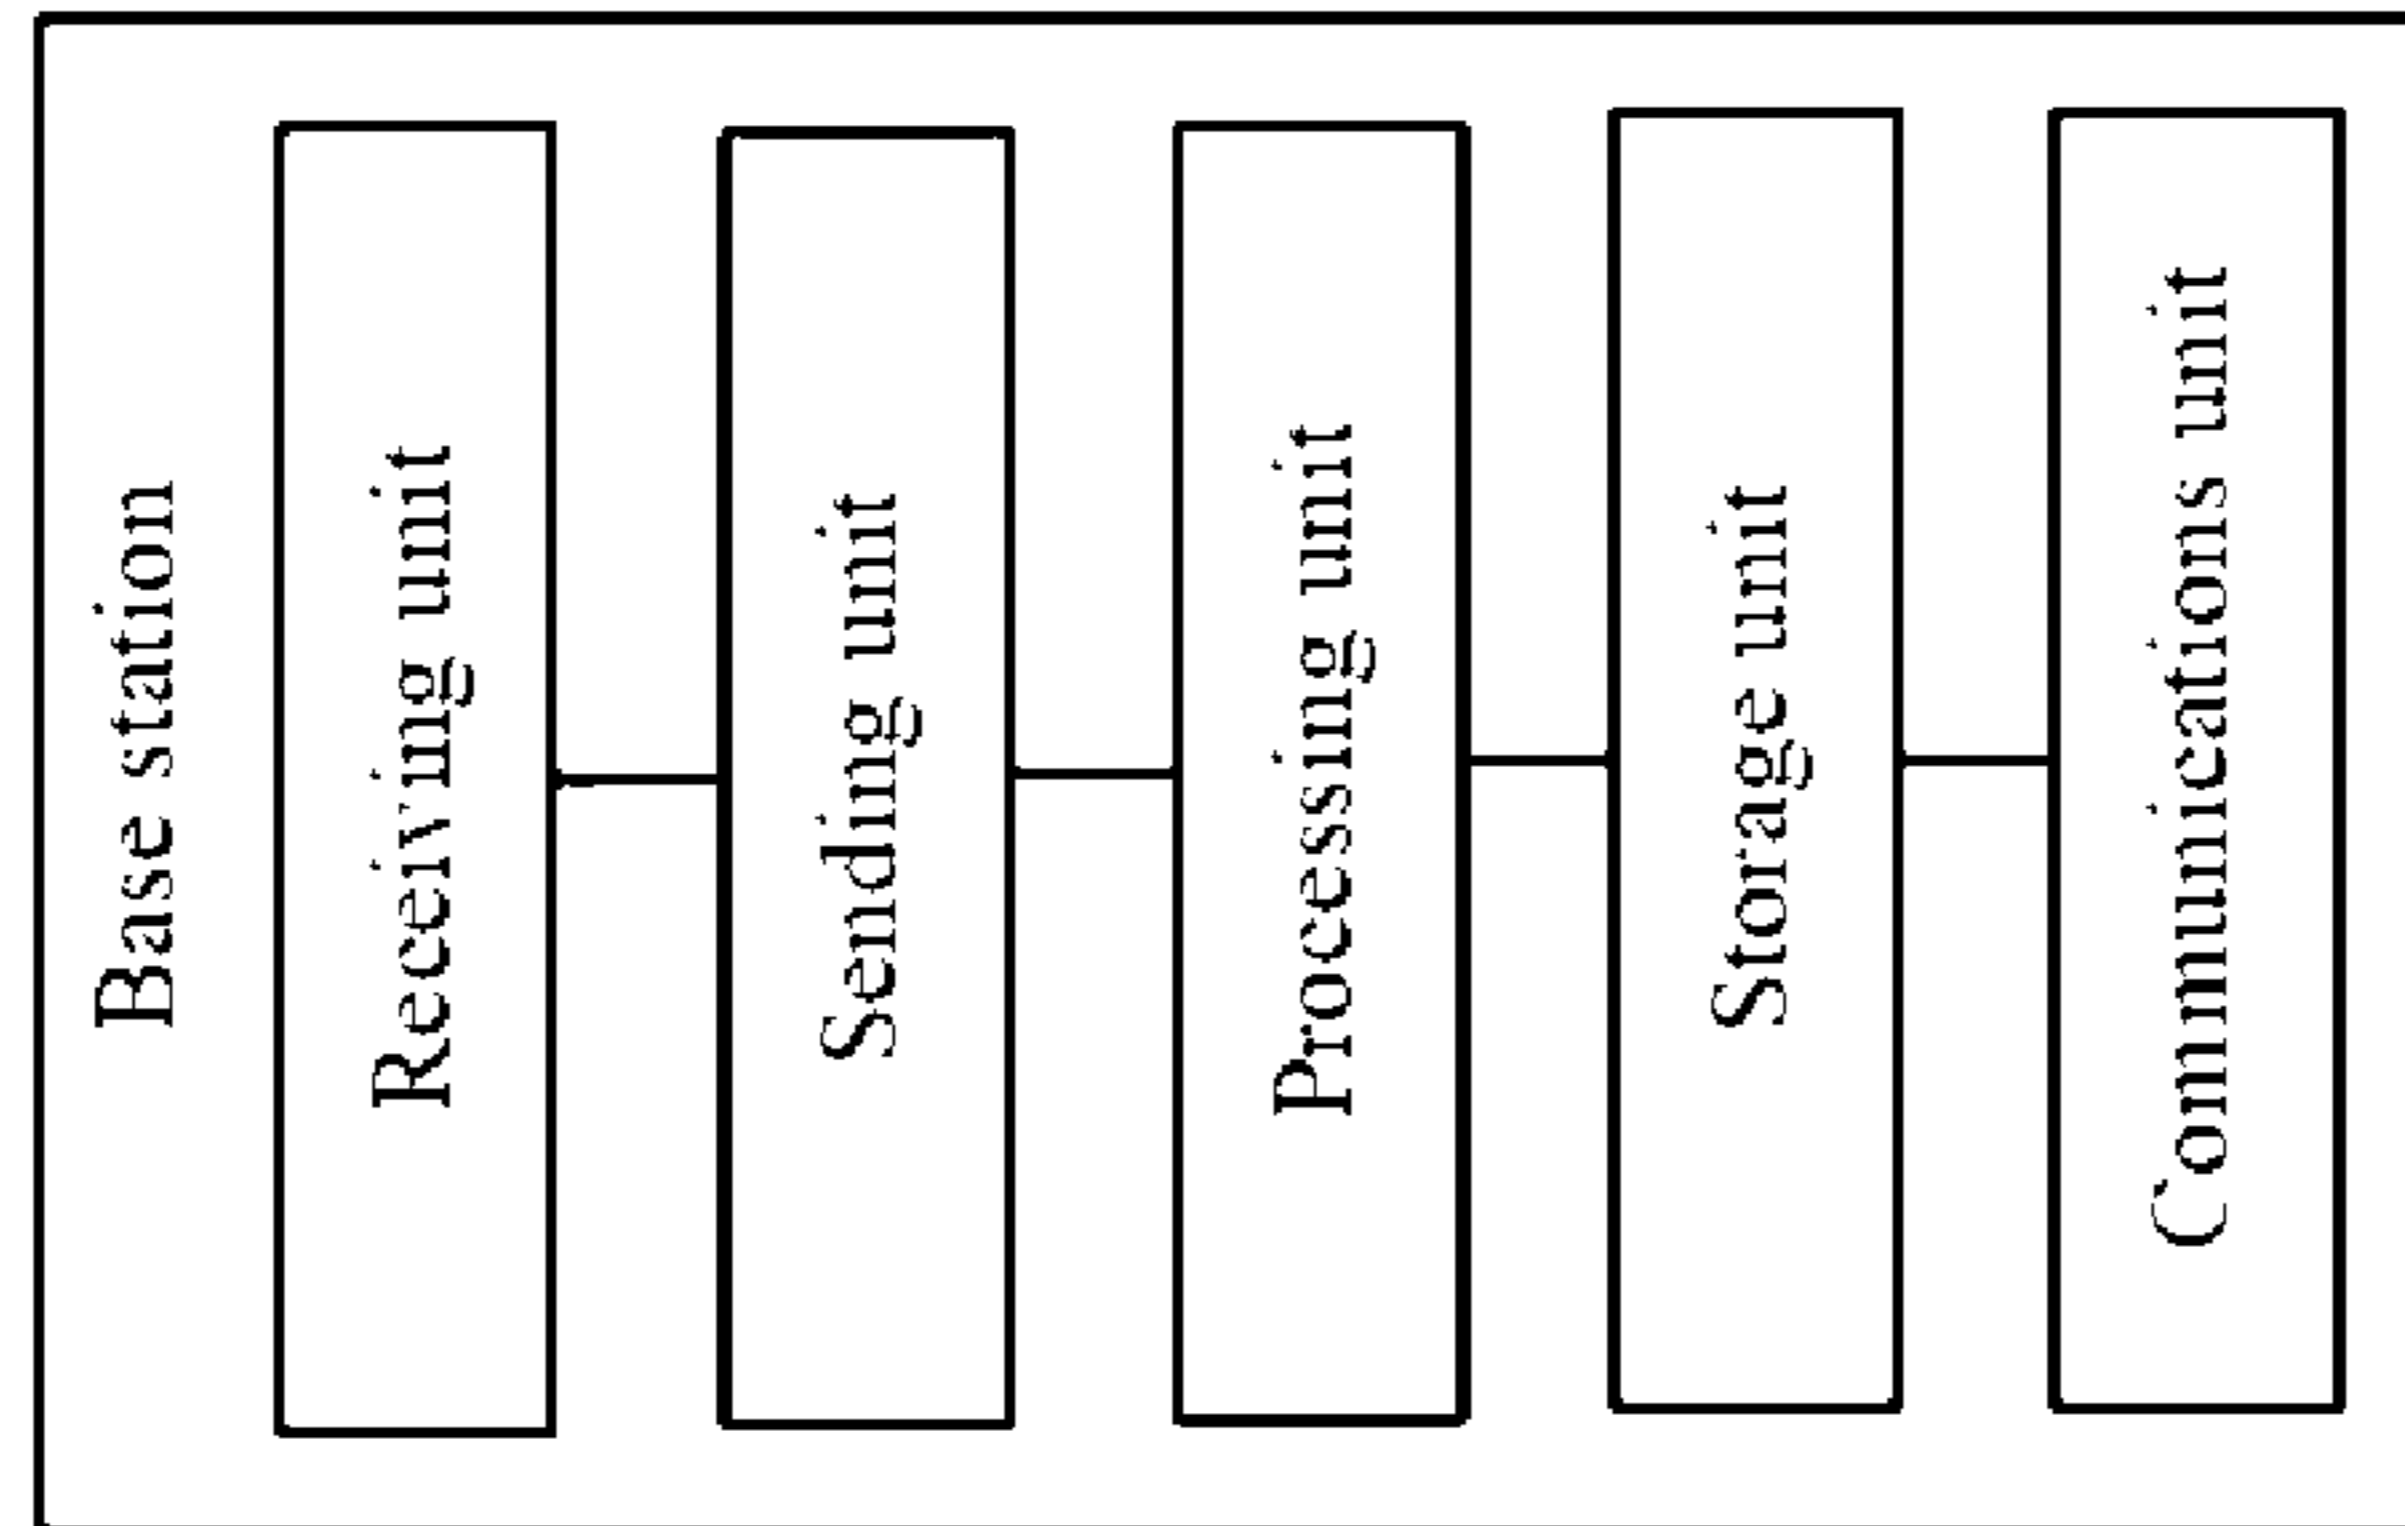 Base station
Receiving unit
Sending unit
Processing unit
Storage unit
Communications unit